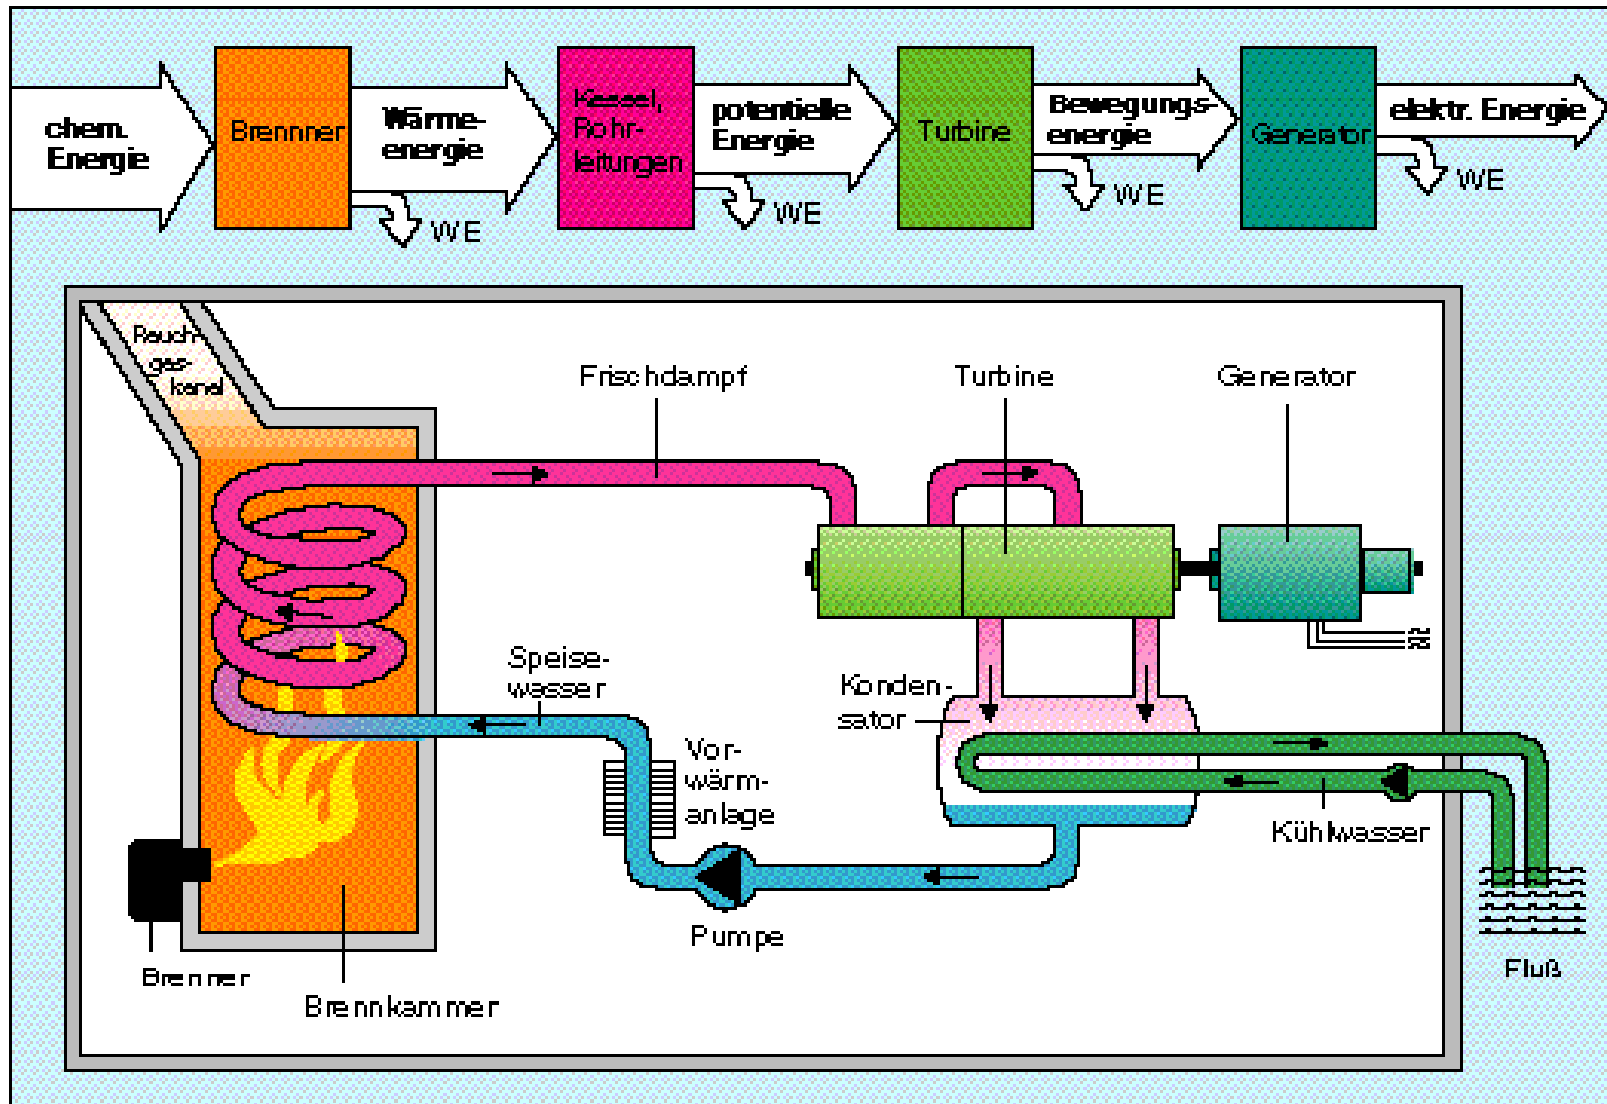 chem.
Energie
Brennner
Wärme-
energie
WE
Kessel,
Rohr-
leitungen
potentielle
Energie
WE
Turbine
Bewegungs-
energie
WE
Generator
elektr. Energie
WE
Rauch-
gas-
kanal
Frischdampf
Turbine
Generator
Speise-
wasser
Konden-
sator
Vor-
wärm-
anlage
Kühlwasser
Pumpe
Fluß
Brenner
Brennkammer